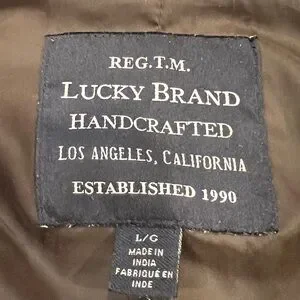 REG.T.M.
LUCKY BRAND
HANDCRAFTED
LOS ANGELES, CALIFORNIA
ESTABLISHED 1990
L/G
MADE IN
INDIA
FABRIQUÉ EN
INDE